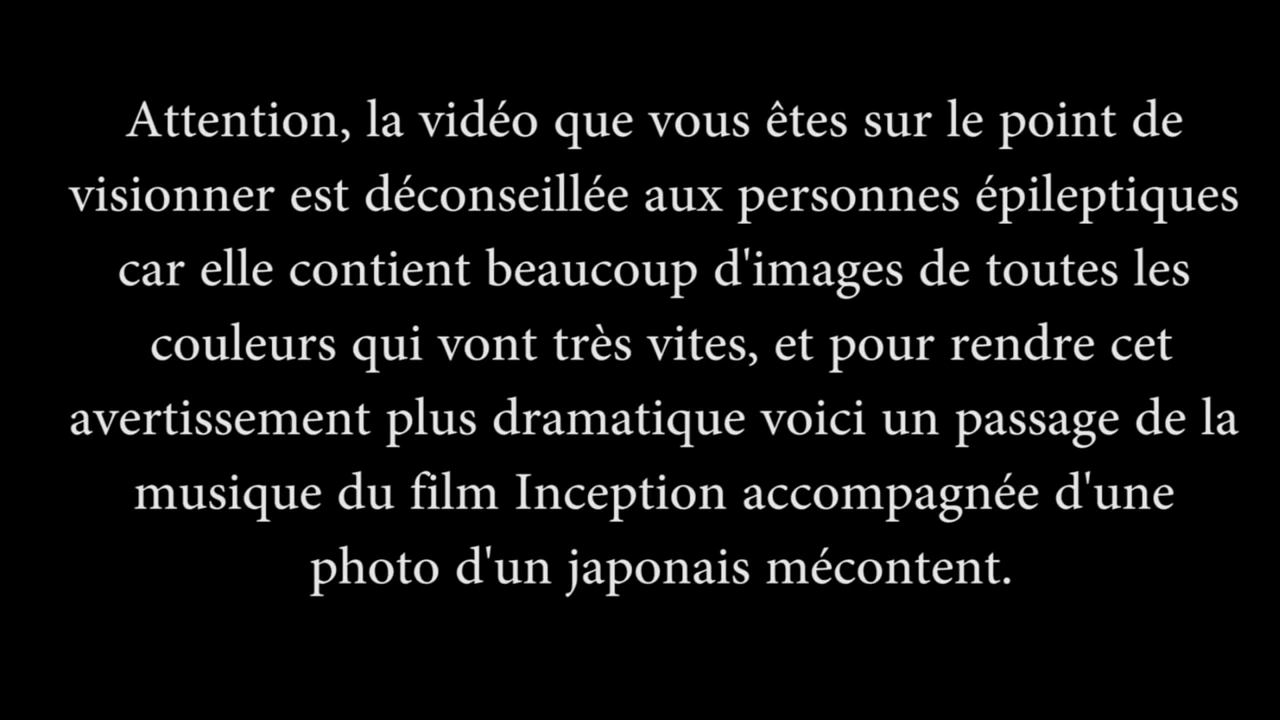 Attention, la vidéo que vous êtes sur le point de
visionner est déconseillée aux personnes épileptiques
car elle contient beaucoup d'images de toutes les
couleurs qui vont très vites, et pour rendre cet
avertissement plus dramatique voici un passage de la
musique du film Inception accompagnée d'une
photo d'un japonais mécontent.